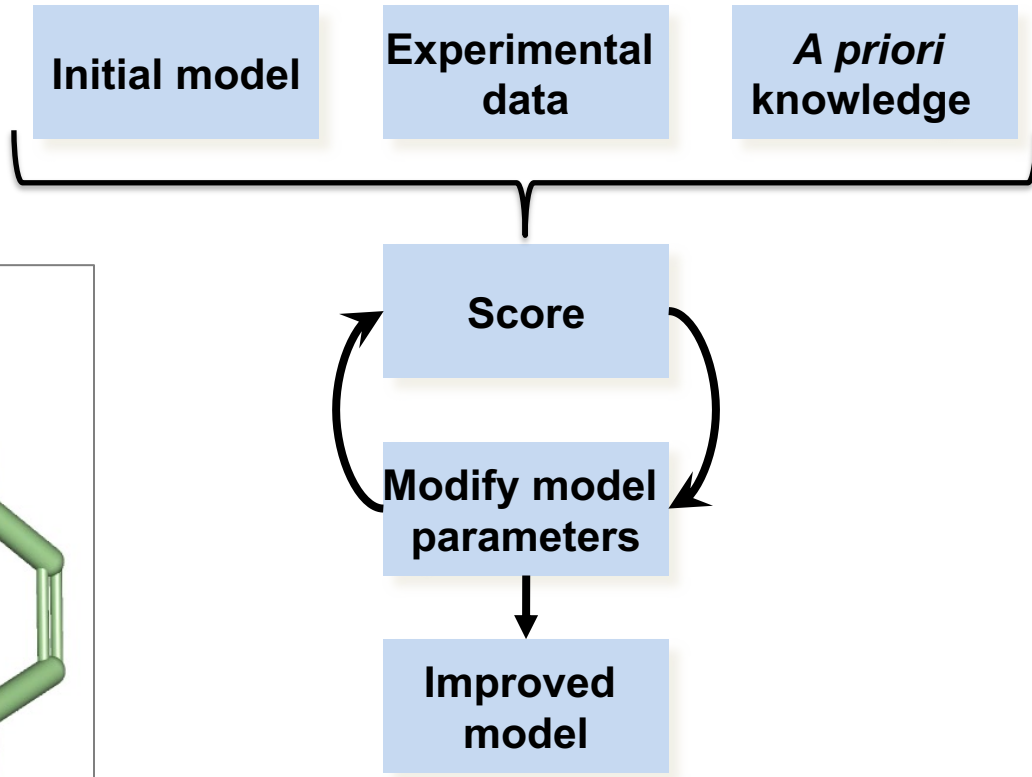 Initial model
Experimental
data
A priori
knowledge
Score
Modify model
parameters
Improved
model